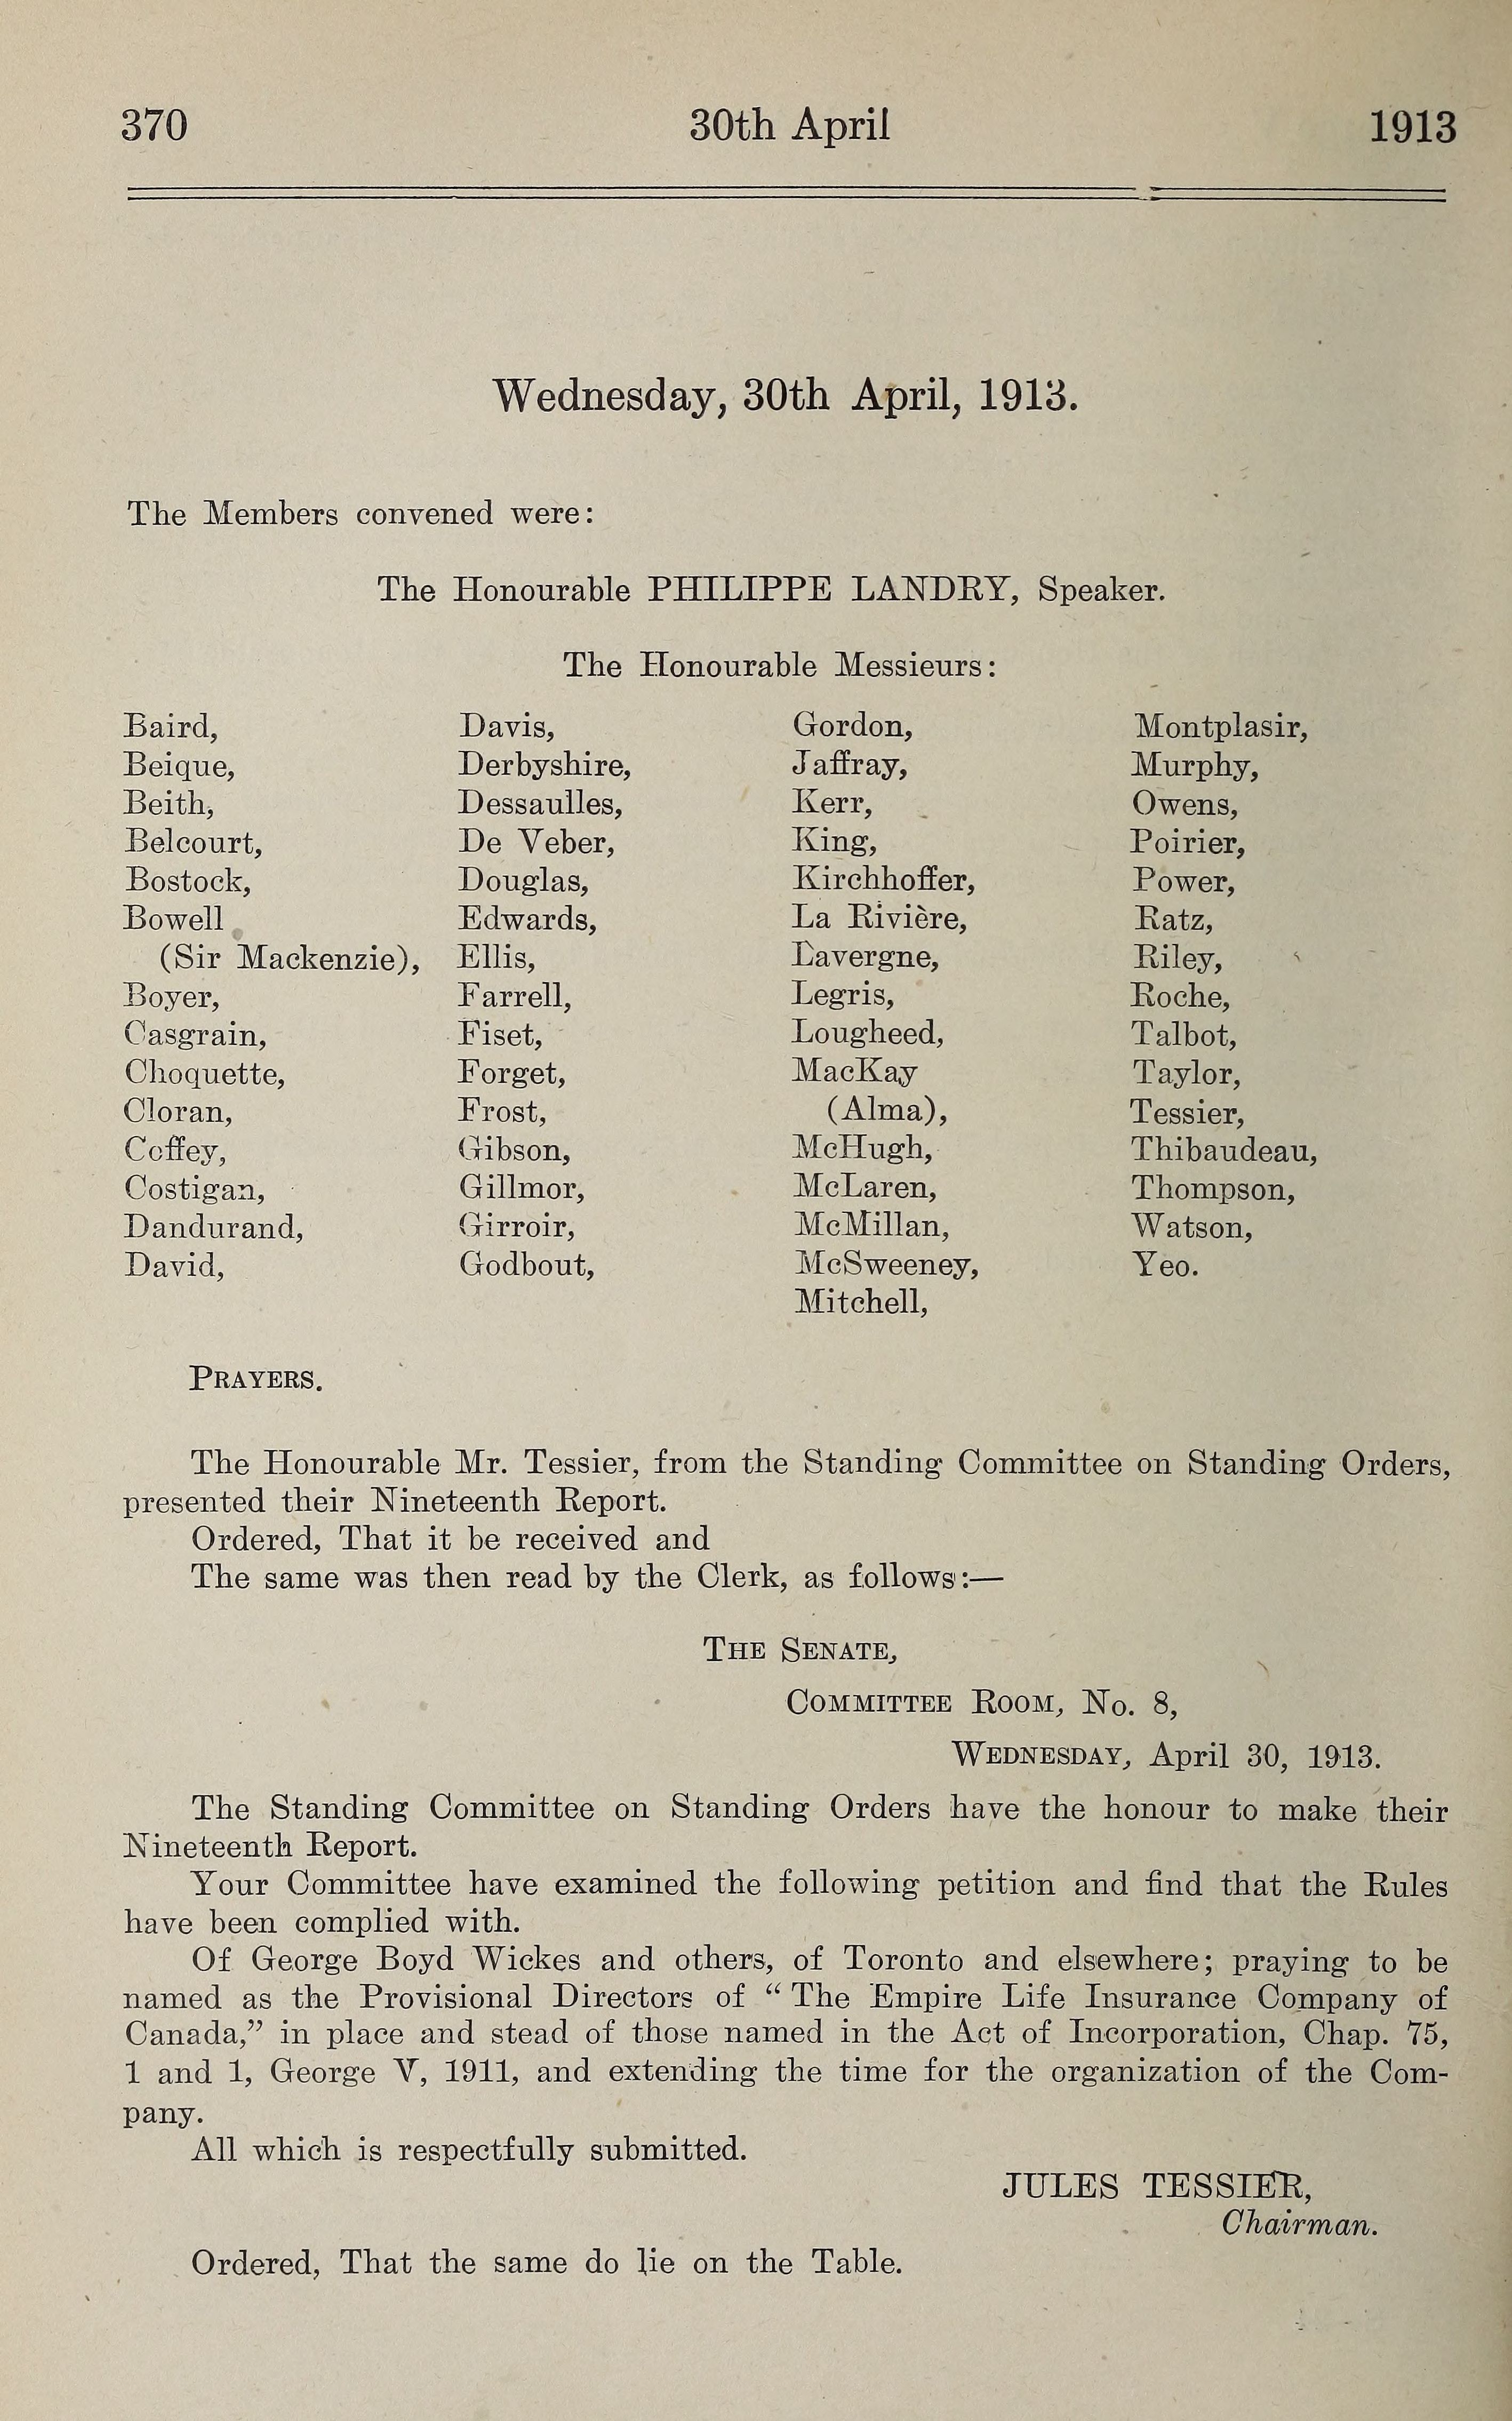 370 30th April 1913
Wednesday, 30th April, 1913.
The Members convened were:
The Honourable PHILIPPE LANDRY, Speaker.
The Honourable Messieurs:
Baird,
Beique,
Beith,
Belcourt,
Bostock,
Bowell
(Sir Mackenzie),
Boyer,
Casgrain,
Choquette,
Cloran,
Coffey,
Costigan,
Dandurand,
David,
Davis,
Derbyshire,
Dessaulles,
De Veber,
Douglas,
Edwards,
Ellis,
Farrell,
Fiset,
Forget,
Frost,
Gibson,
Gillmor,
Girroir,
Godbout,
Gordon,
Jaffray,
Kerr,
King,
Kirchhoffer,
La Rivière,
Lavergne,
Legris,
Lougheed,
MacKay
(Alma),
McHugh,
McLaren,
McMillan,
McSweeney,
Mitchell,
Montplasir,
Murphy,
Owens,
Poirier,
Power,
Ratz,
Riley,
Roche,
Talbot,
Taylor,
Tessier,
Thibaudeau,
Thompson,
Watson,
Yeo.
PRAYERS.
The Honourable Mr. Tessier, from the Standing Committee on Standing Orders,
presented their Nineteenth Report.
Ordered, That it be received and
The same was then read by the Clerk, as follows:—
THE SENATE,
COMMITTEE ROOM, No. 8,
WEDNESDAY, April 30, 1913.
The Standing Committee on Standing Orders have the honour to make their
Nineteenth Report.
Your Committee have examined the following petition and find that the Rules
have been complied with.
Of George Boyd Wickes and others, of Toronto and elsewhere; praying to be
named as the Provisional Directors of “The Empire Life Insurance Company of
Canada,” in place and stead of those named in the Act of Incorporation, Chap. 75,
1 and 1, George V, 1911, and extending the time for the organization of the Com-
pany.
All which is respectfully submitted.
JULES TESSIER,
Chairman.
Ordered, That the same do lie on the Table.